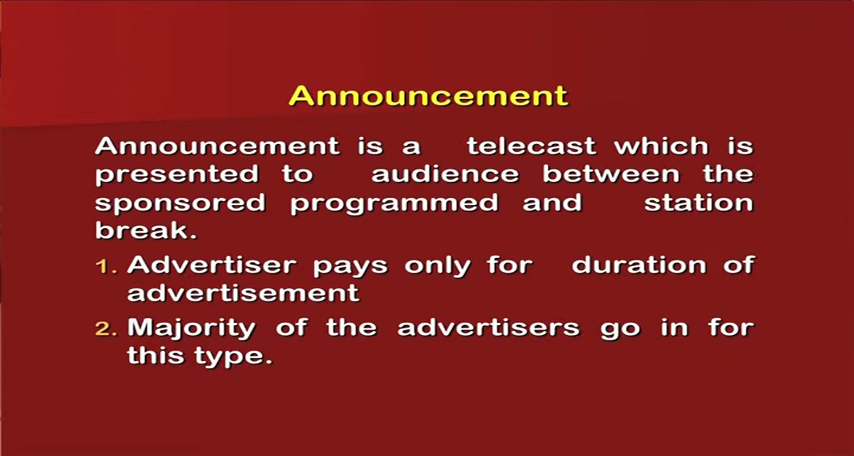 Announcement
Announcement is a telecast which is
presented to audience between the
sponsored programmed and station
break.
1. Advertiser pays only for duration of
advertisement
2. Majority of the advertisers go in for
this type.